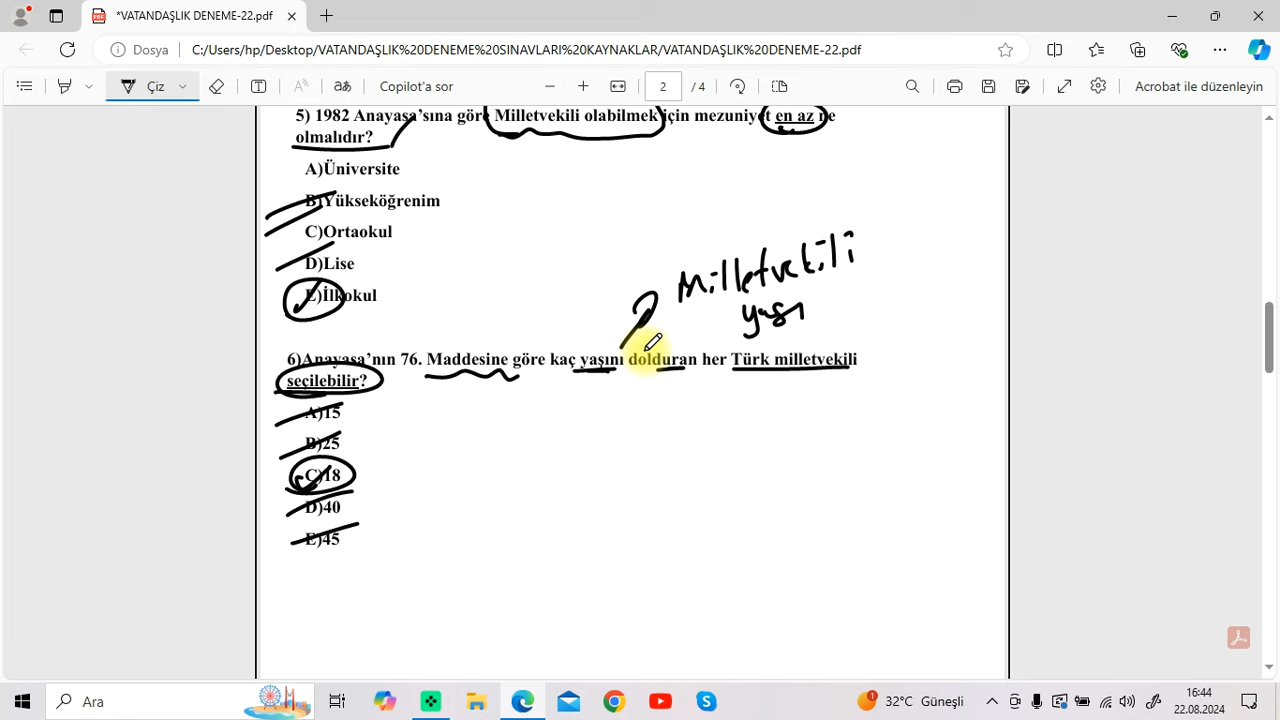 *VATANDAŞLIK DENEME-22.pdf
Dosya
C:/Users/hp/Desktop/VATANDAŞLIK%20DENEME%20SINAVLARI%20KAYNAKLAR/VATANDAŞLIK%20DENEME-22.pdf
Çiz
aあ
Copilot'a sor
2 / 4
Acrobat ile düzenleyin
5) 1982 Anayasa’sına göre Milletvekili olabilmek için mezuniyet en az ne
olmalıdır?
A)Üniversite
B)Yükseköğrenim
C)Ortaokul
D)Lise
E)İlkokul
Milletvekili
yaşı
6)Anayasa’nın 76. Maddesine göre kaç yaşını dolduran her Türk milletvekili
seçilebilir?
A)15
B)25
C)18
D)40
E)45
Ara
1
32°C Güneşli
16:44
22.08.2024